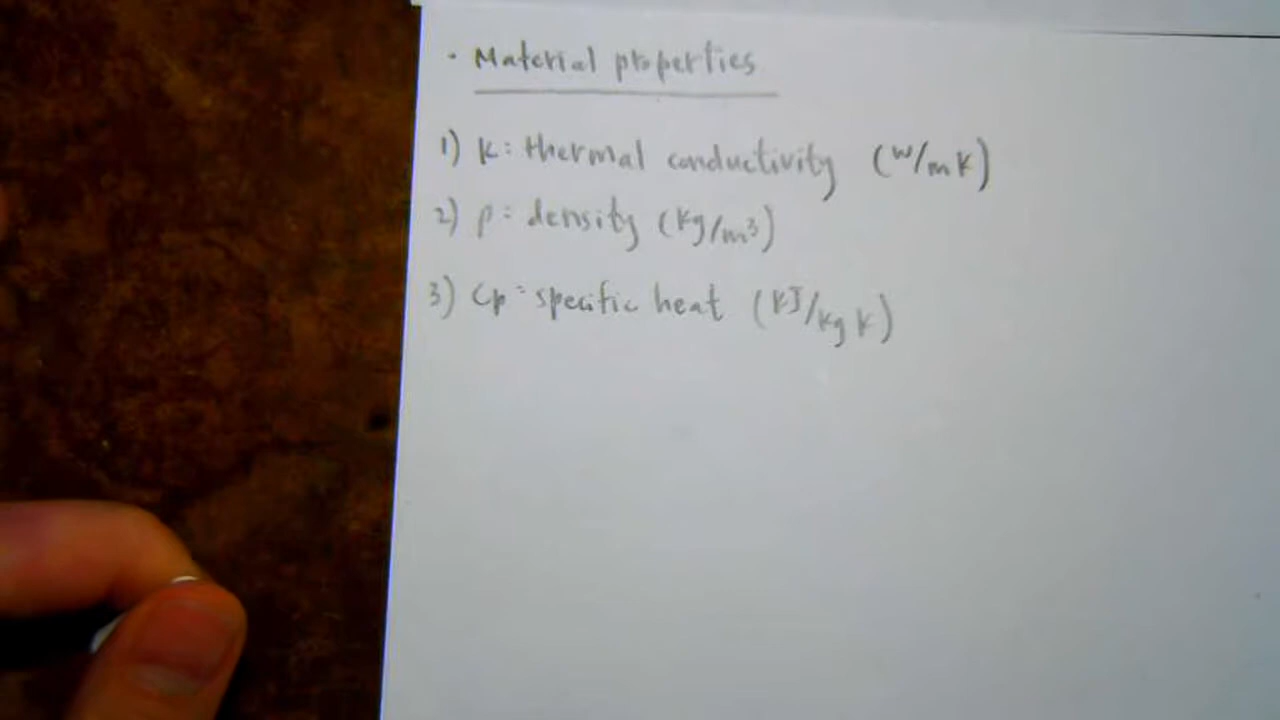 · Material properties
1) k: thermal conductivity (W/mK)
2) ρ: density (kg/m³)
3) Cp: specific heat (kJ/kg K)